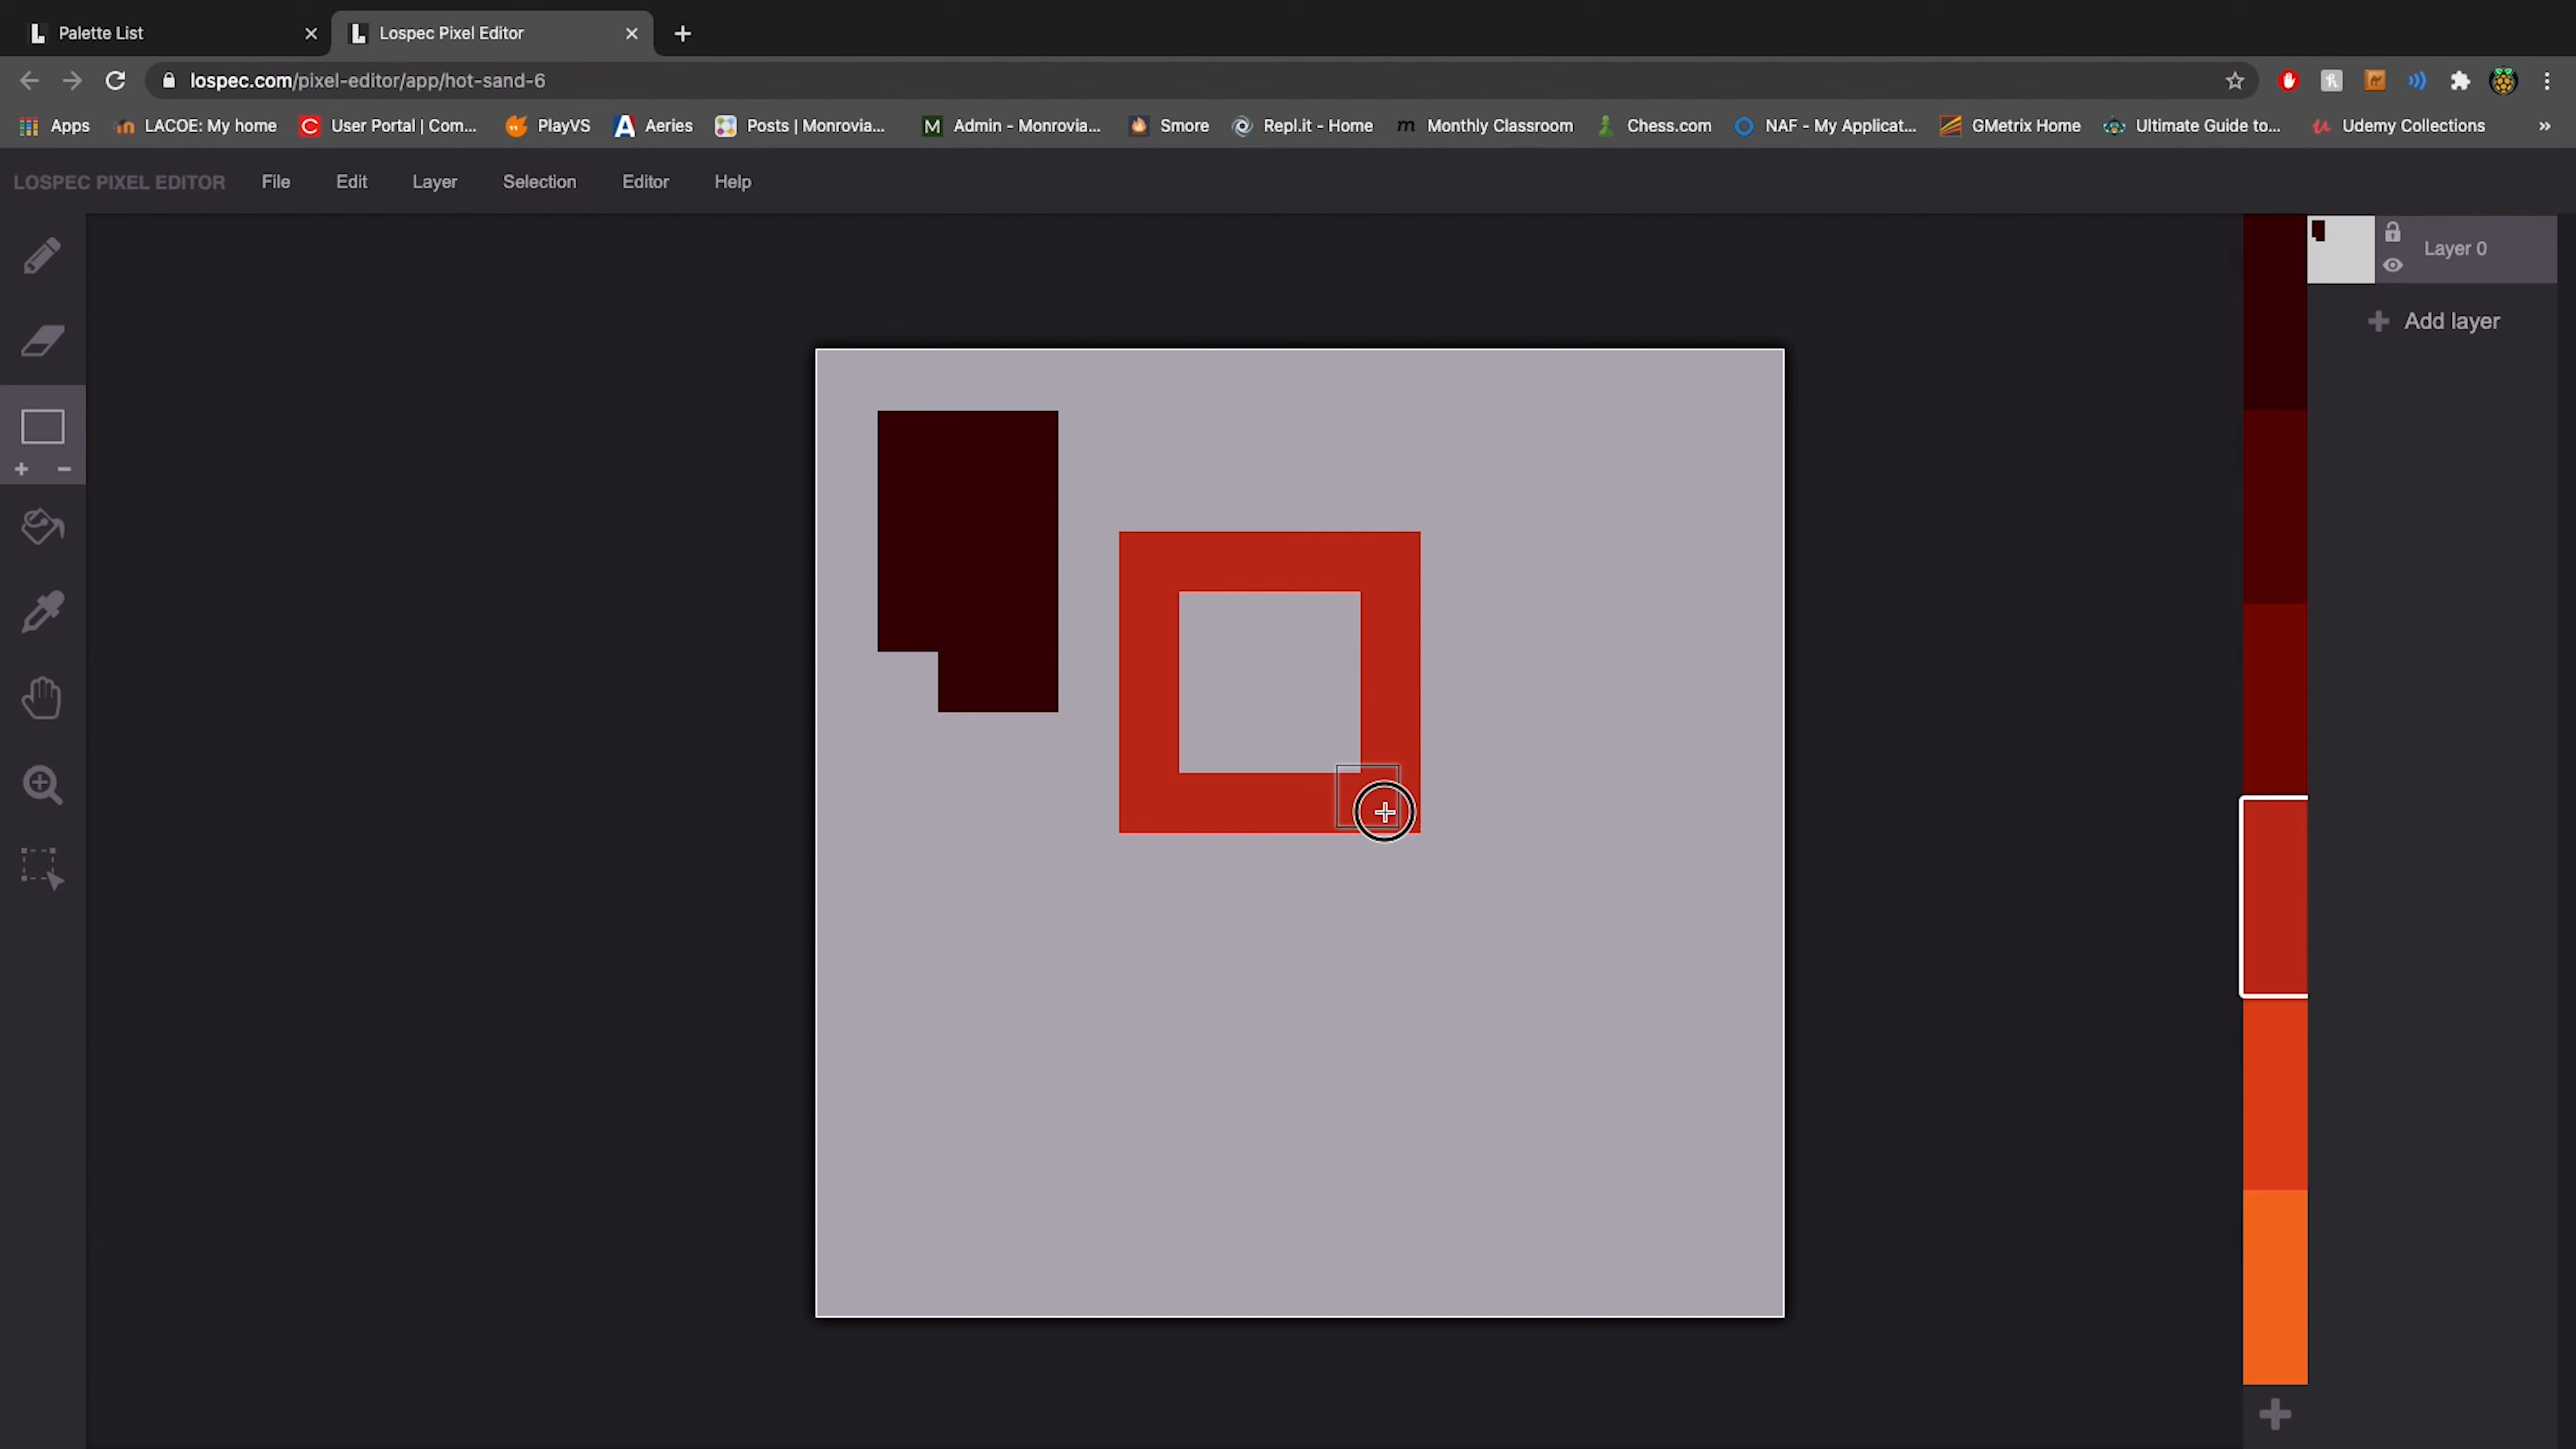 Palette List
Lospec Pixel Editor
lospec.com/pixel-editor/app/hot-sand-6
Apps LACOE: My home User Portal | Com... PlayVS Aeries Posts | Monrovia... Admin - Monrovia... Smore Repl.it - Home Monthly Classroom Chess.com NAF - My Applicat... GMetrix Home Ultimate Guide to... Udemy Collections »
LOSPEC PIXEL EDITOR File Edit Layer Selection Editor Help
Layer 0
Add layer